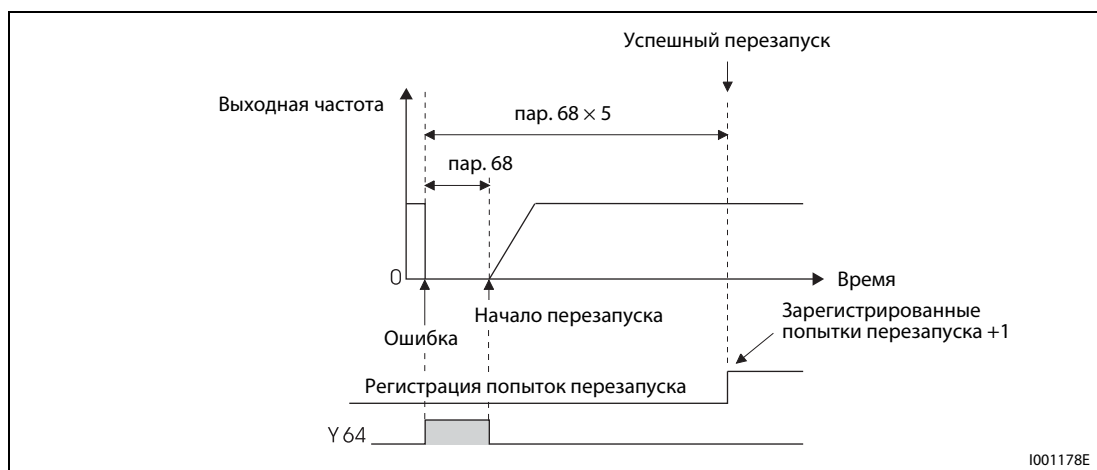 Успешный перезапуск
Выходная частота
пар. 68 × 5
пар. 68
0
Время
Начало перезапуска
Ошибка
Зарегистрированные
попытки перезапуска +1
Регистрация попыток перезапуска
Y 64
I001178E